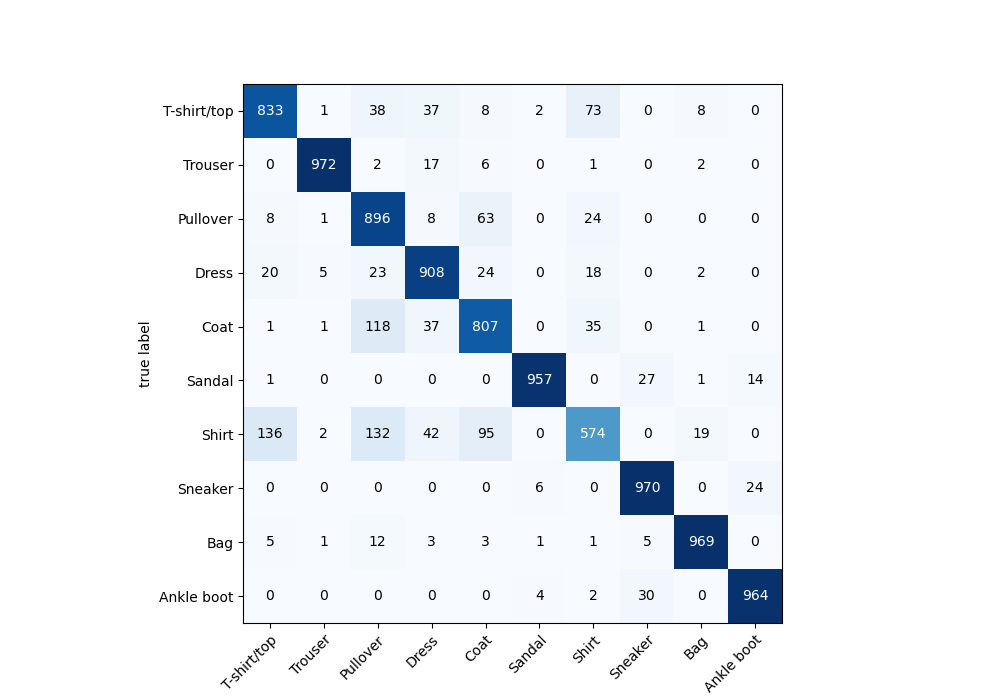 T-shirt/top 833 1 38 37 8 2 73 0 8 0
Trouser 0 972 2 17 6 0 1 0 2 0
Pullover 8 1 896 8 63 0 24 0 0 0
Dress 20 5 23 908 24 0 18 0 2 0
Coat 1 1 118 37 807 0 35 0 1 0
Sandal 1 0 0 0 0 957 0 27 1 14
Shirt 136 2 132 42 95 0 574 0 19 0
Sneaker 0 0 0 0 0 6 0 970 0 24
Bag 5 1 12 3 3 1 1 5 969 0
Ankle boot 0 0 0 0 0 4 2 30 0 964
true label
T-shirt/top Trouser Pullover Dress Coat Sandal Shirt Sneaker Bag Ankle boot